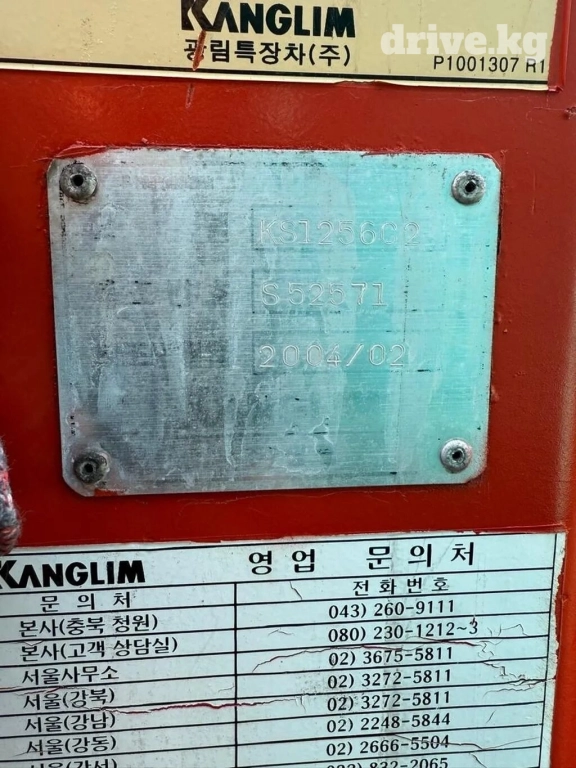 KANGLIM
광림특장차(주)
drive.kg
P1001307 R1
KS1256G2
S52571
2004/02
KANGLIM 영업 문의처
문의처 전화번호
본사(충북 청원) 043) 260-9111
본사(고객 상담실) 080) 230-1212~3
서울사무소 02) 3675-5811
서울(강북) 02) 3272-5811
서울(강남) 02) 3272-5811
서울(강동) 02) 2248-5844
02) 2666-5504
832-2065